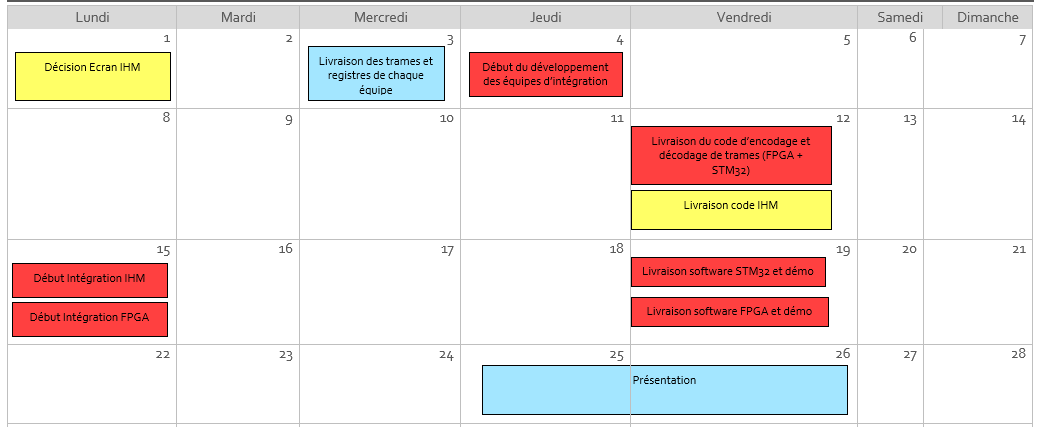 Lundi Mardi Mercredi Jeudi Vendredi Samedi Dimanche
1 2 3 4 5 6 7
Décision Ecran IHM
Livraison des trames et
registres de chaque
équipe
Début du développement
des équipes d'intégration
8 9 10 11 12 13 14
Livraison du code d'encodage et
décodage de trames (FPGA +
STM32)
Livraison code IHM
15 16 17 18 19 20 21
Début Intégration IHM
Début Intégration FPGA
Livraison software STM32 et démo
Livraison software FPGA et démo
22 23 24 25 26 27 28
Présentation